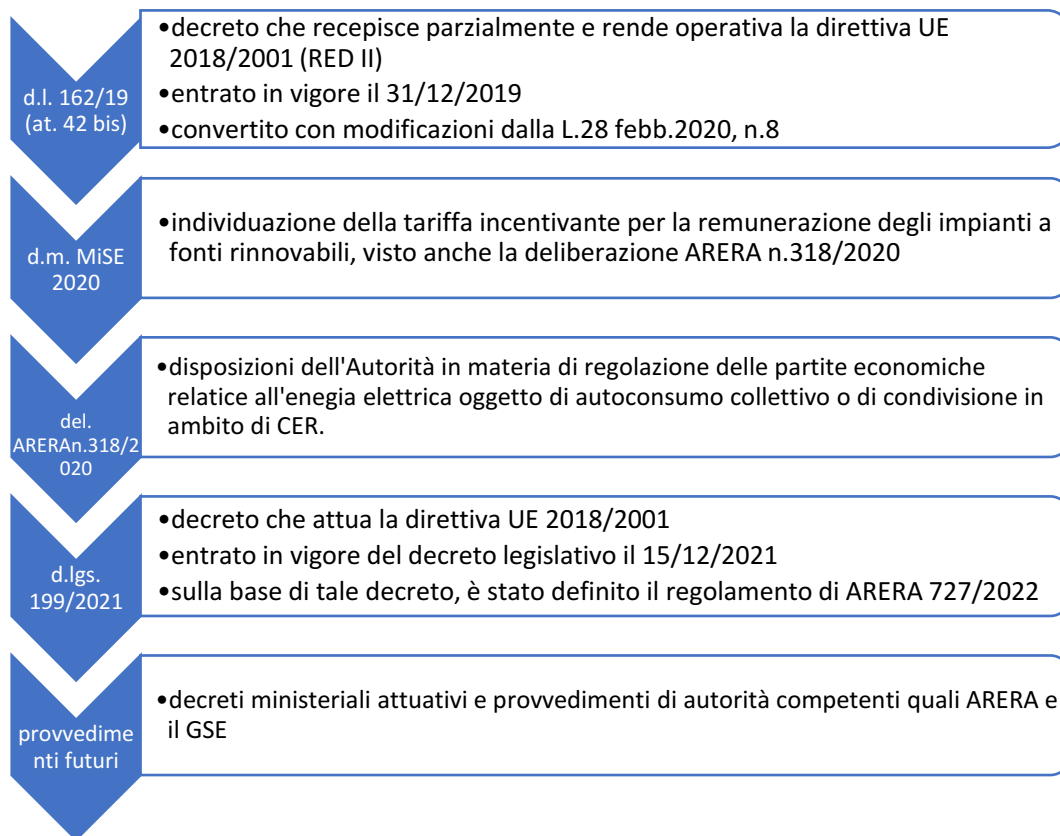 d.l. 162/19
(at. 42 bis)
•decreto che recepisce parzialmente e rende operativa la direttiva UE
2018/2001 (RED II)
•entrato in vigore il 31/12/2019
•convertito con modificazioni dalla L.28 febb.2020, n.8
d.m. MiSE
2020
•individuazione della tariffa incentivante per la remunerazione degli impianti a
fonti rinnovabili, visto anche la deliberazione ARERA n.318/2020
del.
ARERAn.318/2
020
•disposizioni dell'Autorità in materia di regolazione delle partite economiche
relatice all'enegia elettrica oggetto di autoconsumo collettivo o di condivisione in
ambito di CER.
d.lgs.
199/2021
•decreto che attua la direttiva UE 2018/2001
•entrato in vigore del decreto legislativo il 15/12/2021
•sulla base di tale decreto, è stato definito il regolamento di ARERA 727/2022
provvedime
nti futuri
•decreti ministeriali attuativi e provvedimenti di autorità competenti quali ARERA e
il GSE